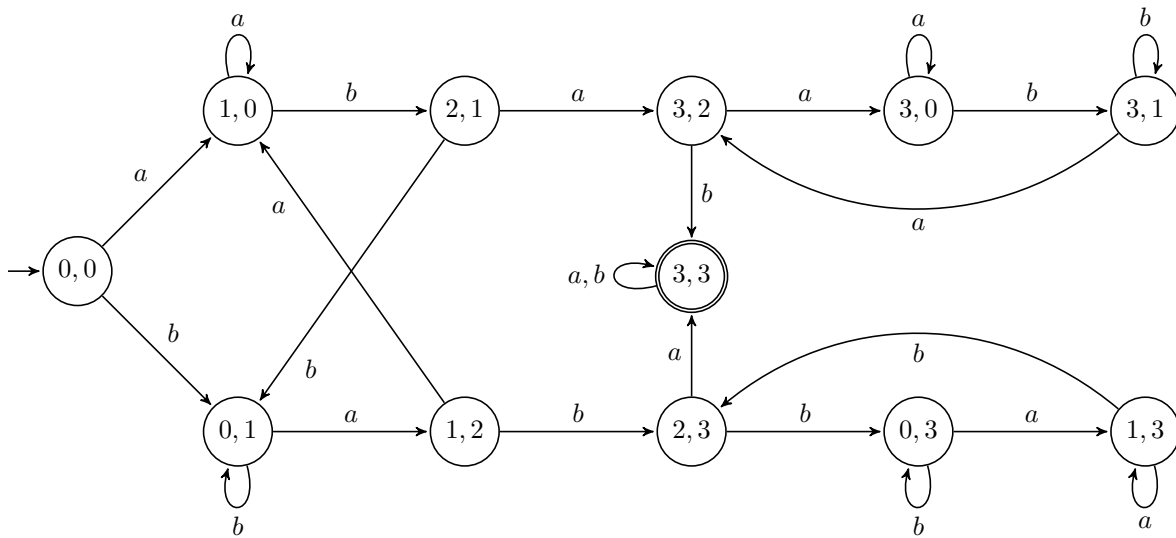 a a b
1, 0 b 2, 1 a 3, 2 a 3, 0 b 3, 1
a a b a
0, 0 a, b 3, 3
b b a b
0, 1 a 1, 2 b 2, 3 b 0, 3 a 1, 3
b b a